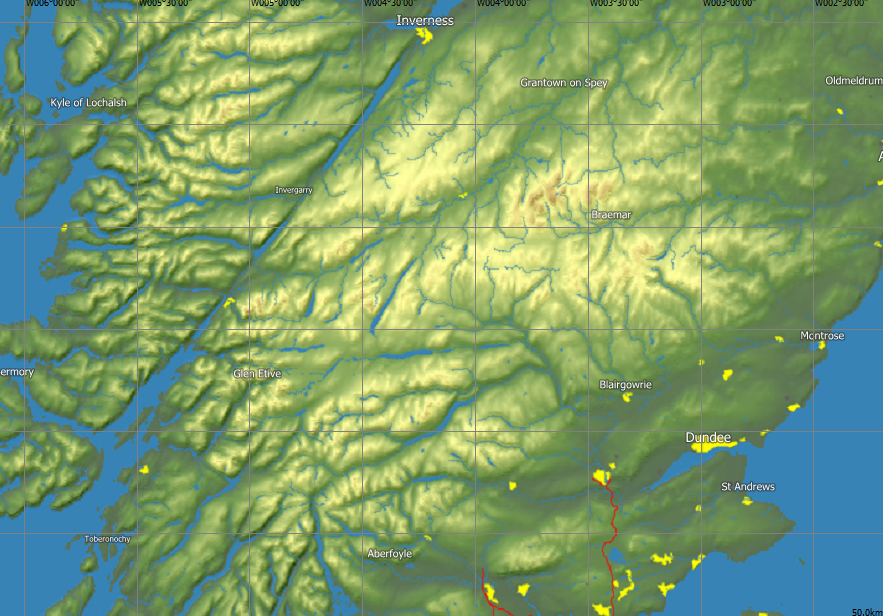 W006°00'00" W005°30'00" W005°00'00" W004°30'00" W004°00'00" W003°30'00" W003°00'00" W002°30'00"
Inverness
Grantown on Spey
Oldmeldrum
Kyle of Lochalsh
A
Invergarry
Braemar
Montrose
ermory
Glen Etive
Blairgowrie
Dundee
St Andrews
Toberonochy
Aberfoyle
50.0km